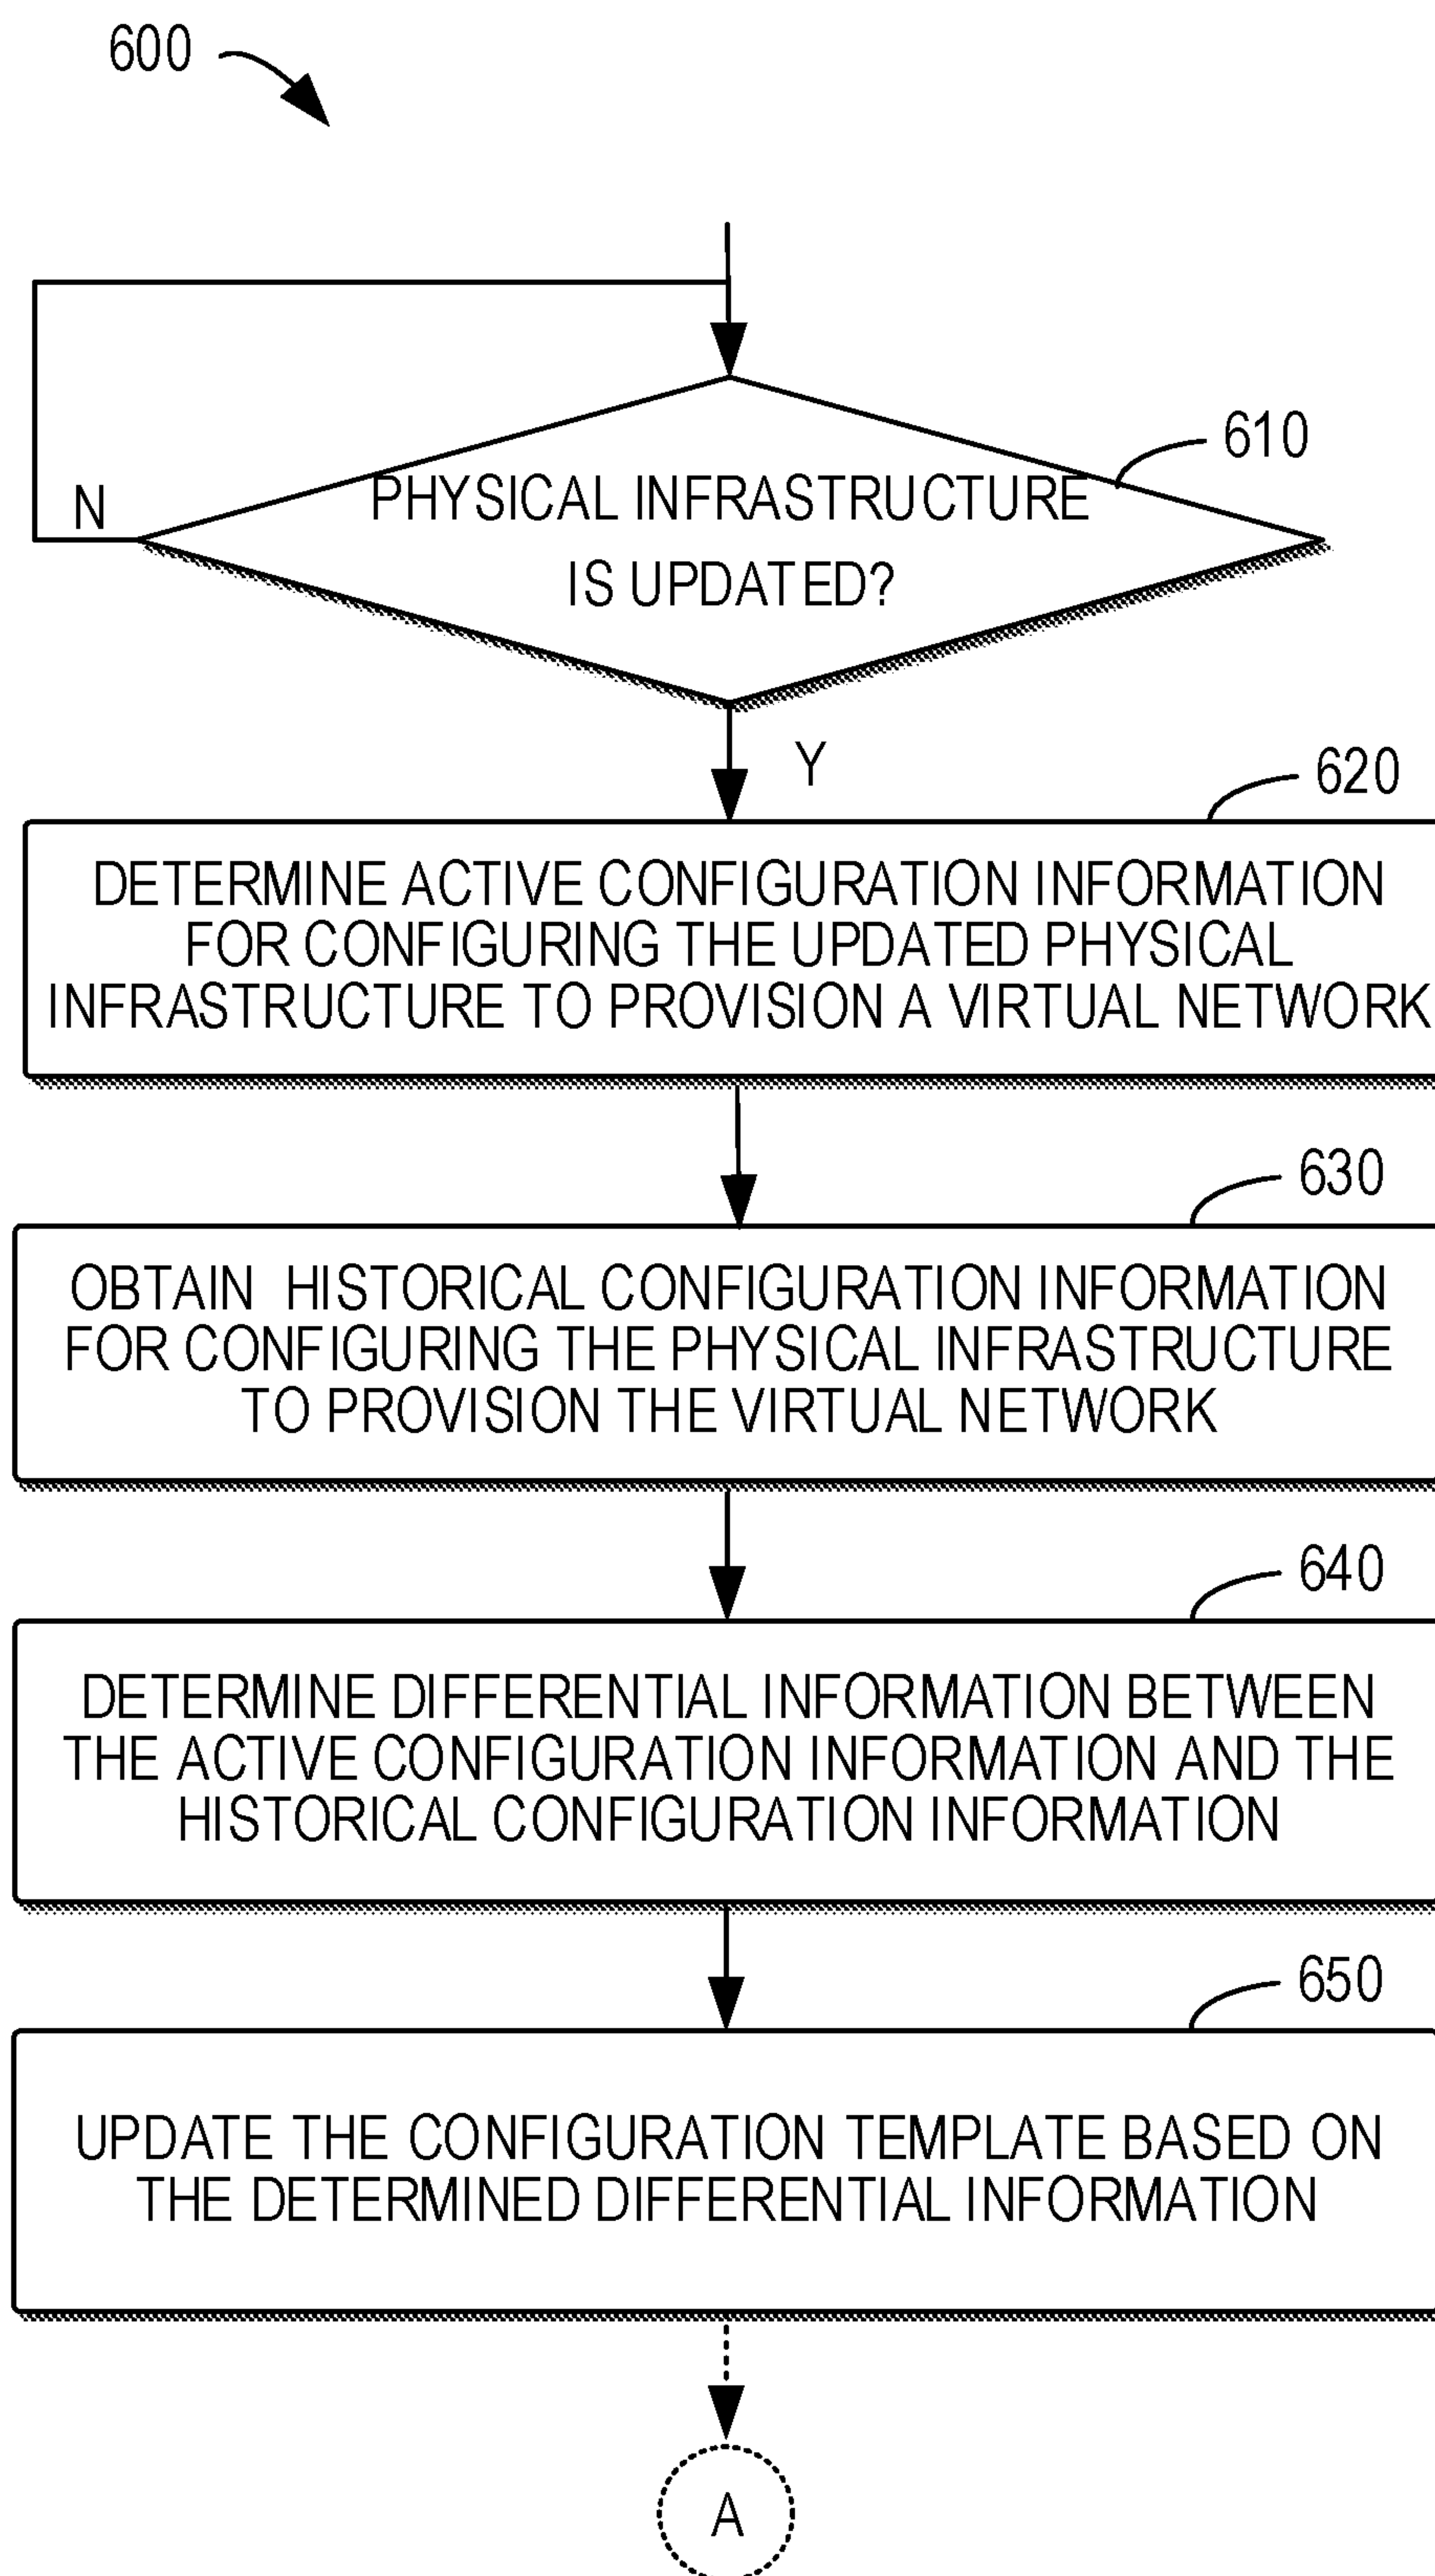 600
610
PHYSICAL INFRASTRUCTURE
IS UPDATED?
N
Y
620
DETERMINE ACTIVE CONFIGURATION INFORMATION
FOR CONFIGURING THE UPDATED PHYSICAL
INFRASTRUCTURE TO PROVISION A VIRTUAL NETWORK
630
OBTAIN HISTORICAL CONFIGURATION INFORMATION
FOR CONFIGURING THE PHYSICAL INFRASTRUCTURE
TO PROVISION THE VIRTUAL NETWORK
640
DETERMINE DIFFERENTIAL INFORMATION BETWEEN
THE ACTIVE CONFIGURATION INFORMATION AND THE
HISTORICAL CONFIGURATION INFORMATION
650
UPDATE THE CONFIGURATION TEMPLATE BASED ON
THE DETERMINED DIFFERENTIAL INFORMATION
A